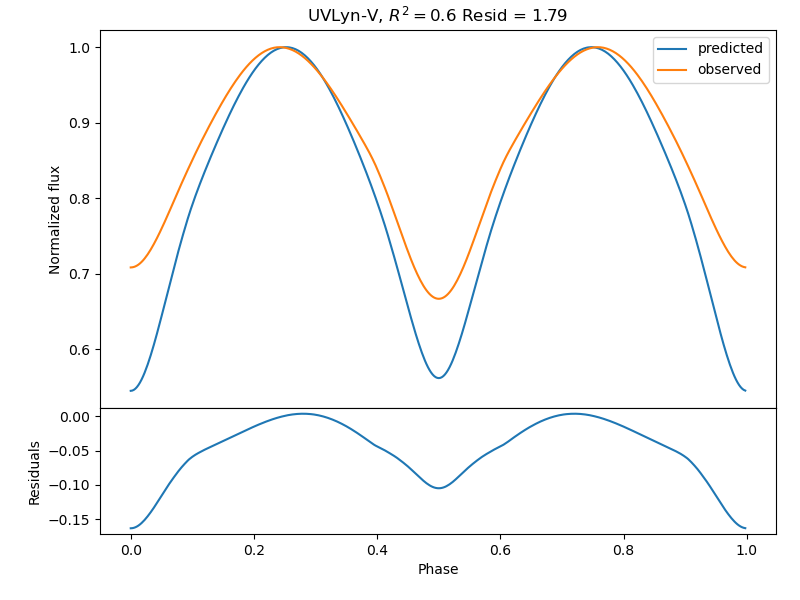 UVLyn-V, $R^2 = 0.6$ Resid = 1.79
predicted
observed
Normalized flux
1.0
0.9
0.8
0.7
0.6
Residuals
0.00
−0.05
−0.10
−0.15
0.0 0.2 0.4 0.6 0.8 1.0
Phase